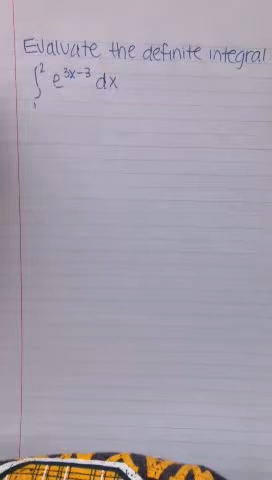 Evaluate the definite integral.
∫₁² e^{3x-3} dx